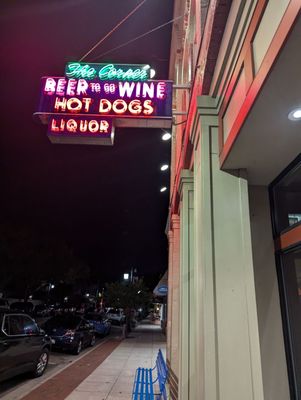 The Corner
BEER TO GO WINE
HOT DOGS
LIQUOR